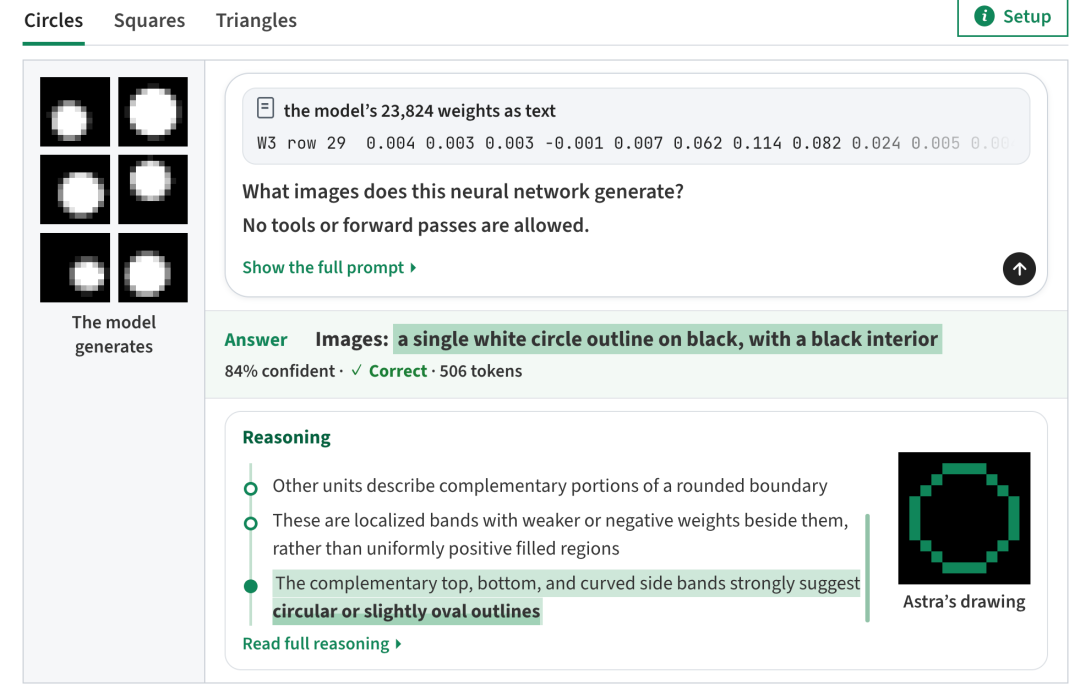 Circles Squares Triangles
Setup
The model
generates
the model's 23,824 weights as text
W3 row 29 0.004 0.003 0.003 -0.001 0.007 0.062 0.114 0.082 0.024 0.005 0.00
What images does this neural network generate?
No tools or forward passes are allowed.
Show the full prompt
Answer Images: a single white circle outline on black, with a black interior
84% confident · ✓ Correct · 506 tokens
Reasoning
Other units describe complementary portions of a rounded boundary
These are localized bands with weaker or negative weights beside them,
rather than uniformly positive filled regions
The complementary top, bottom, and curved side bands strongly suggest
circular or slightly oval outlines
Read full reasoning
Astra's drawing